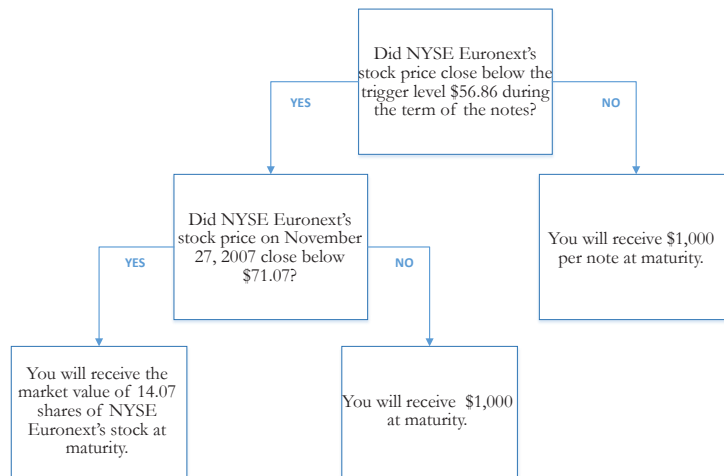 Did NYSE Euronext's
stock price close below the
trigger level $56.86 during
the term of the notes?
YES
NO
Did NYSE Euronext's
stock price on November
27, 2007 close below
$71.07?
You will receive $1,000
per note at maturity.
YES
NO
You will receive the
market value of 14.07
shares of NYSE
Euronext's stock at
maturity.
You will receive $1,000
at maturity.